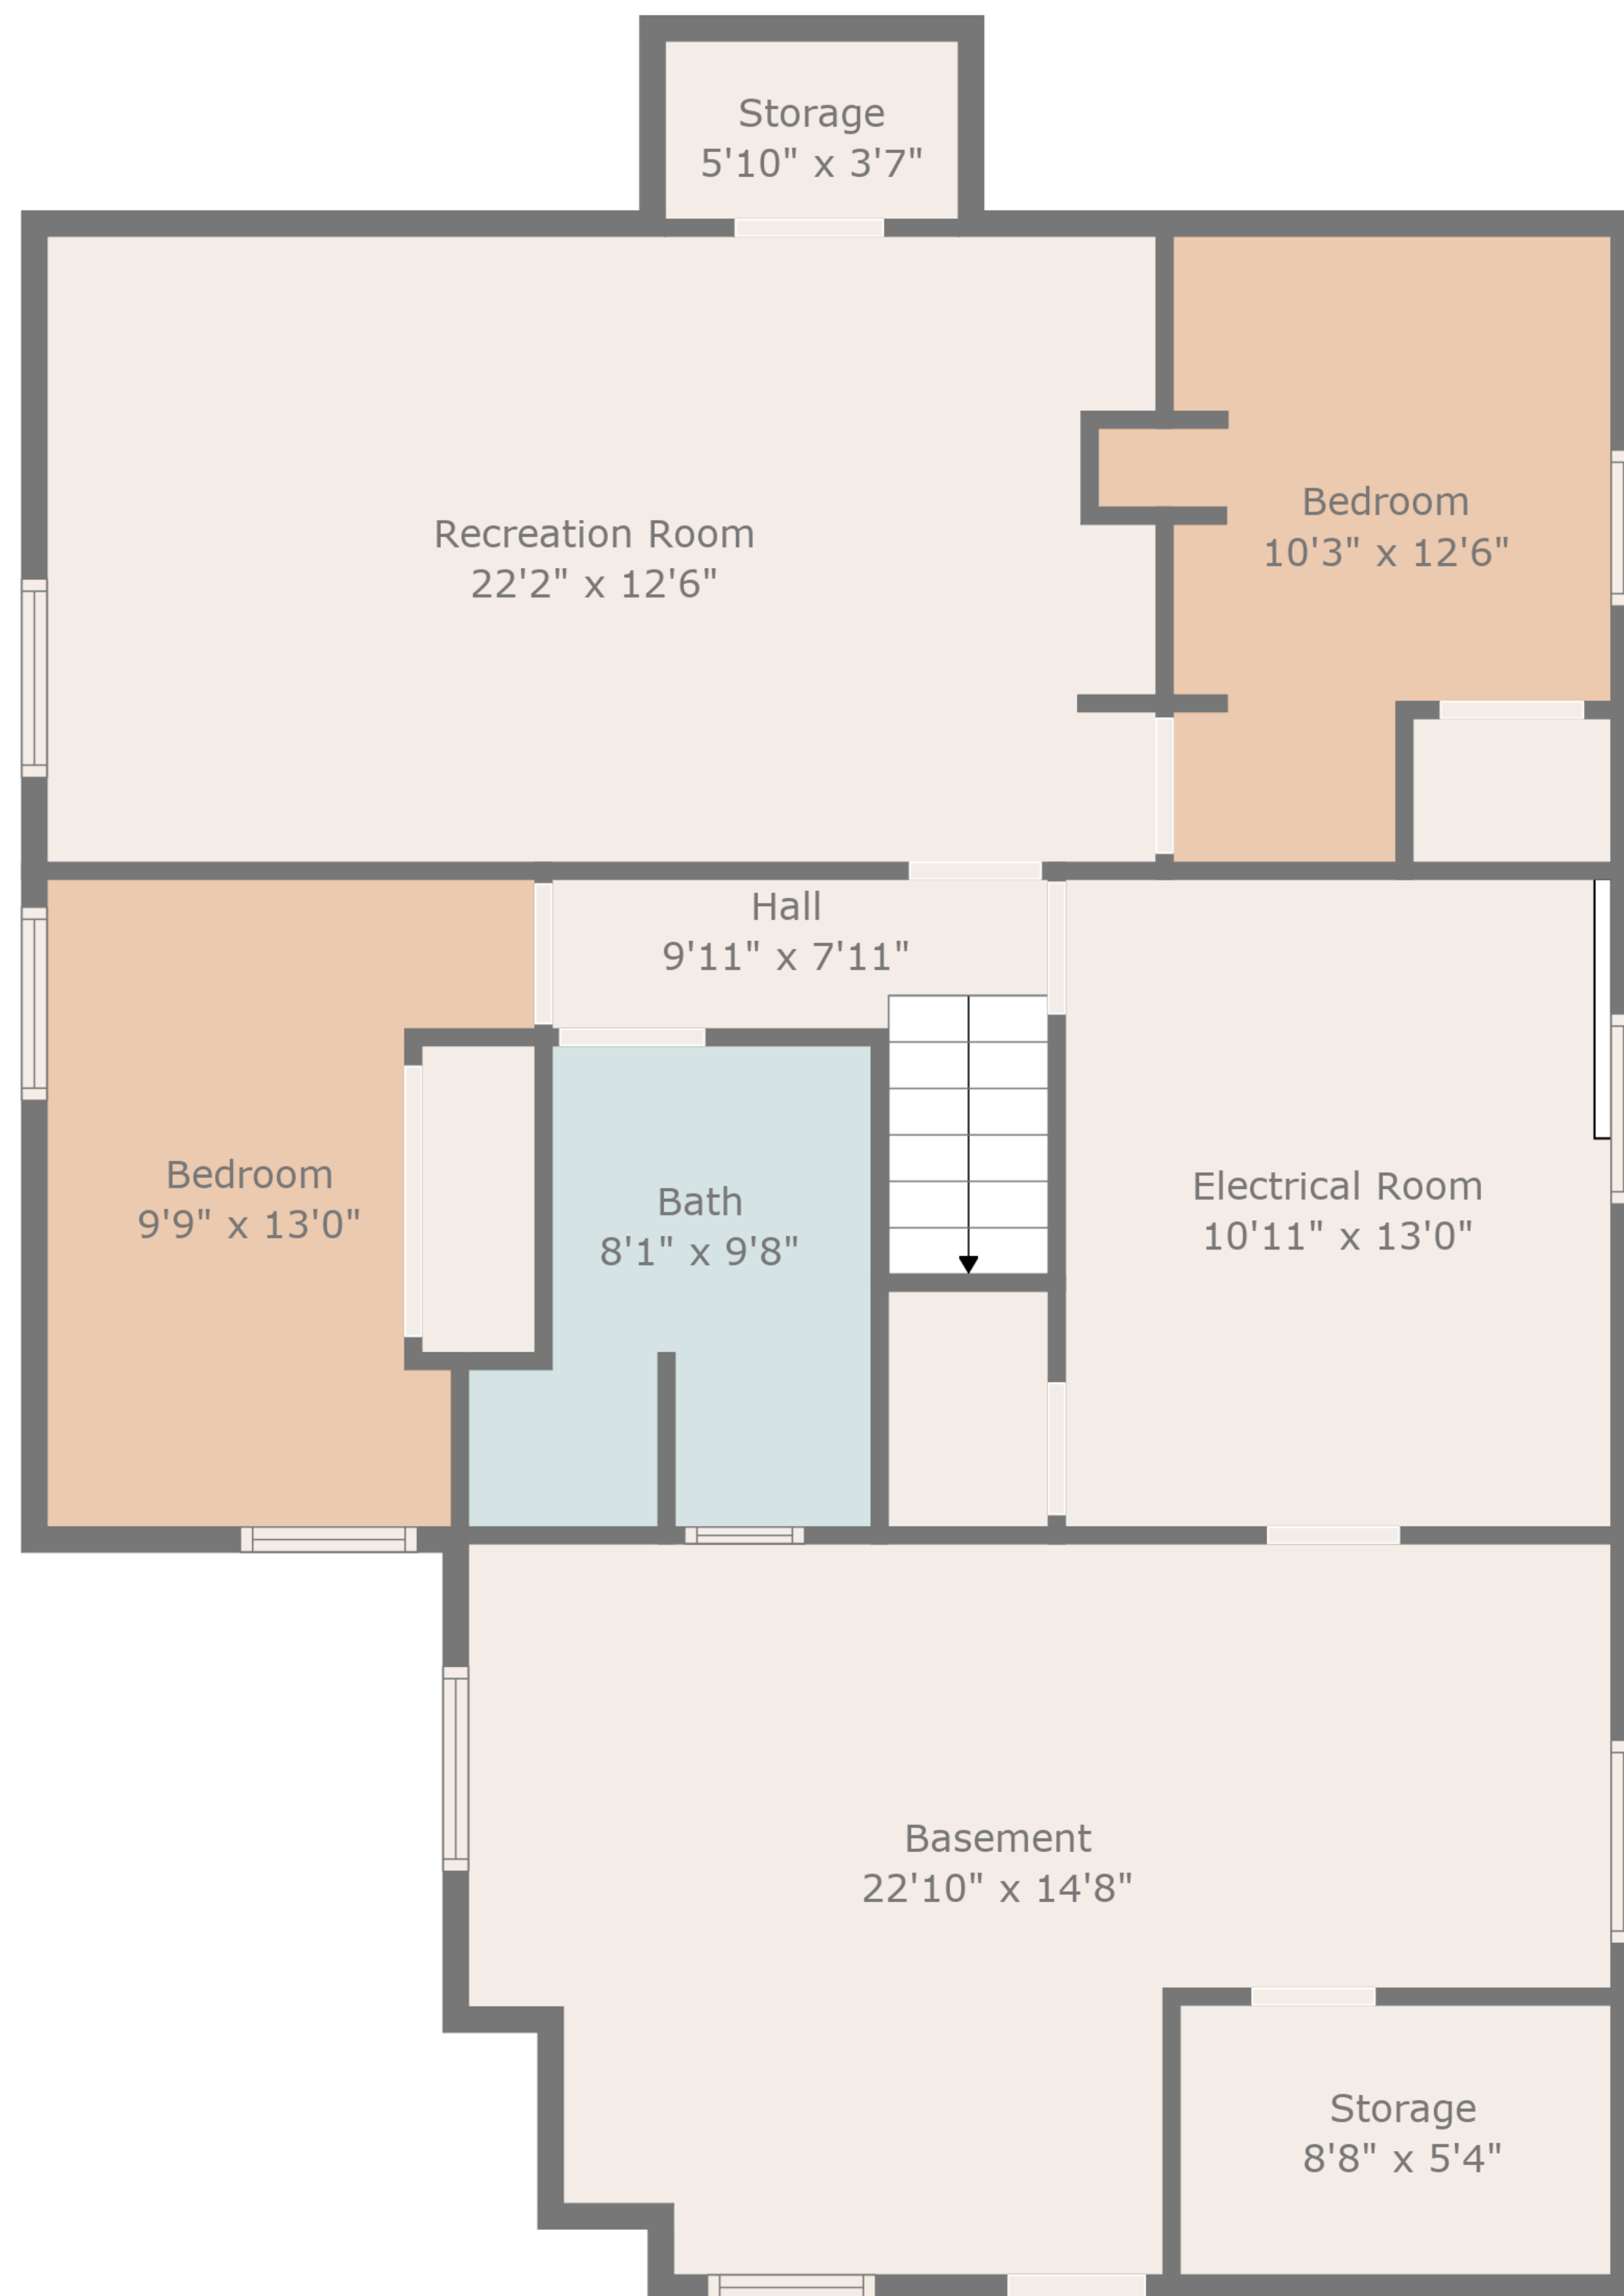 Storage
5'10" x 3'7"
Recreation Room
22'2" x 12'6"
Bedroom
10'3" x 12'6"
Hall
9'11" x 7'11"
Bedroom
9'9" x 13'0"
Bath
8'1" x 9'8"
Electrical Room
10'11" x 13'0"
Basement
22'10" x 14'8"
Storage
8'8" x 5'4"